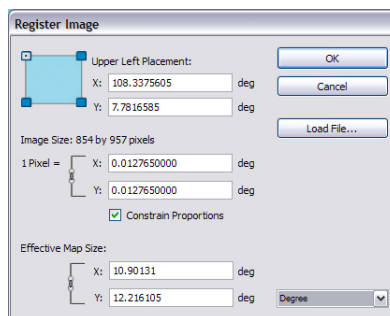 Register Image
Upper Left Placement:
X: 108.3375605 deg
Y: 7.7816585 deg
OK
Cancel
Load File...
Image Size: 854 by 957 pixels
1 Pixel = X: 0.0127650000 deg
Y: 0.0127650000 deg
Constrain Proportions
Effective Map Size:
X: 10.90131 deg
Y: 12.216105 deg
Degree